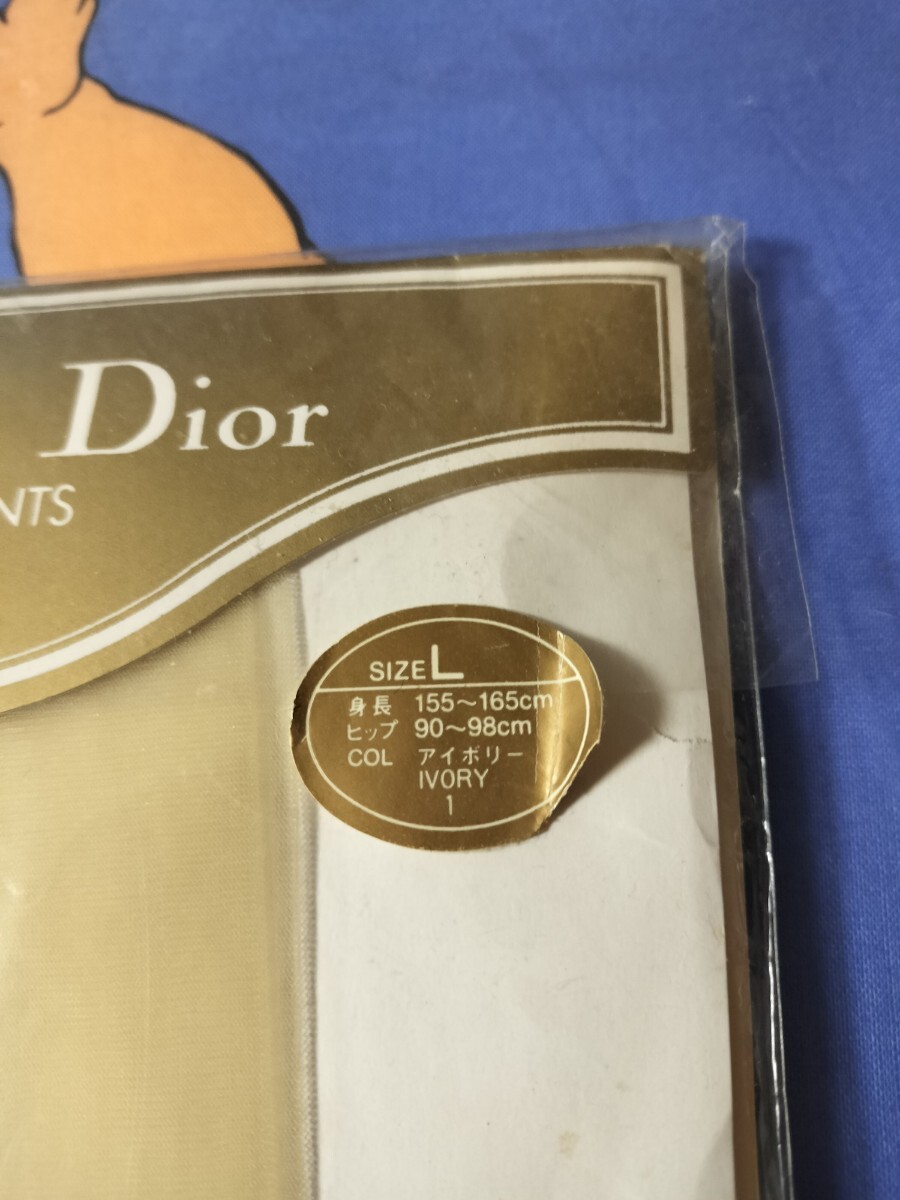 Dior
NTS
SIZE L
身長 155～165cm
ヒップ 90～98cm
COL アイボリー
IVORY
1